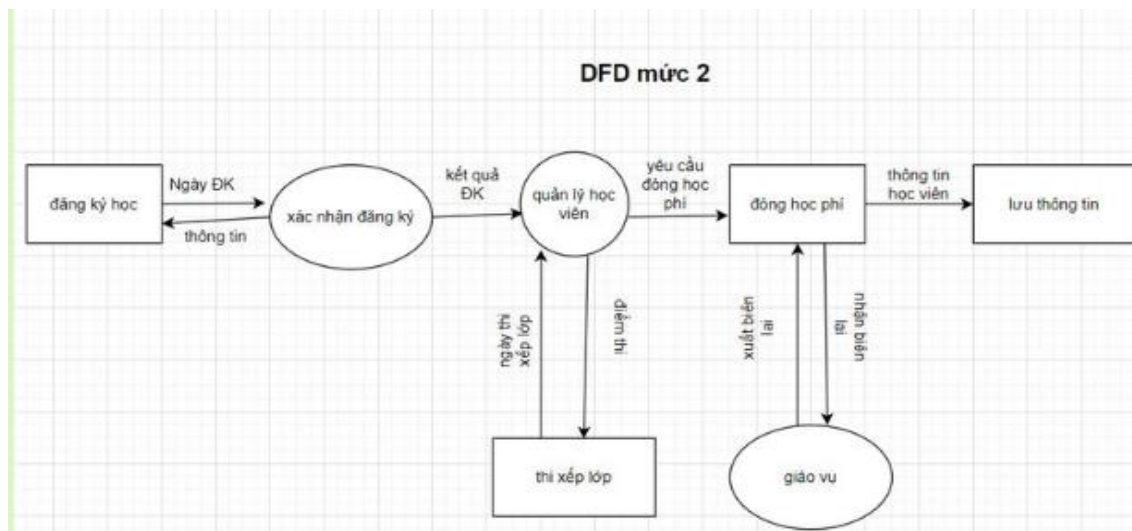 DFD mức 2
đăng ký học
Ngày ĐK
thông tin
xác nhận đăng ký
kết quả
ĐK
quản lý học
viên
yêu cầu
đóng học
phí
đóng học phí
thông tin
học viên
lưu thông tin
ngày thi
xếp lớp
điểm thi
xuất biên
lai
nhận biên
lai
thi xếp lớp
giáo vụ